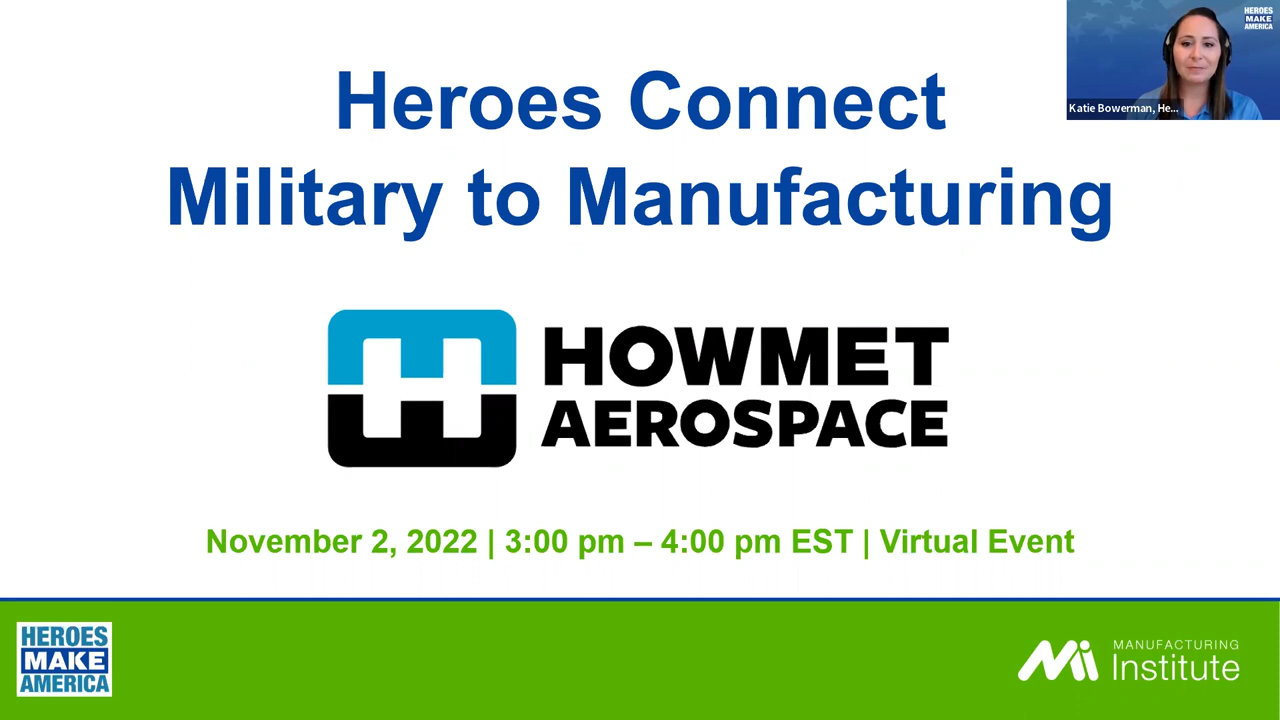 Heroes Connect
Military to Manufacturing
HEROES
MAKE
AMERICA
Katie Bowerman, He...
HOWMET
AEROSPACE
November 2, 2022 | 3:00 pm – 4:00 pm EST | Virtual Event
HEROES
MAKE
AMERICA
Mi
MANUFACTURING
Institute